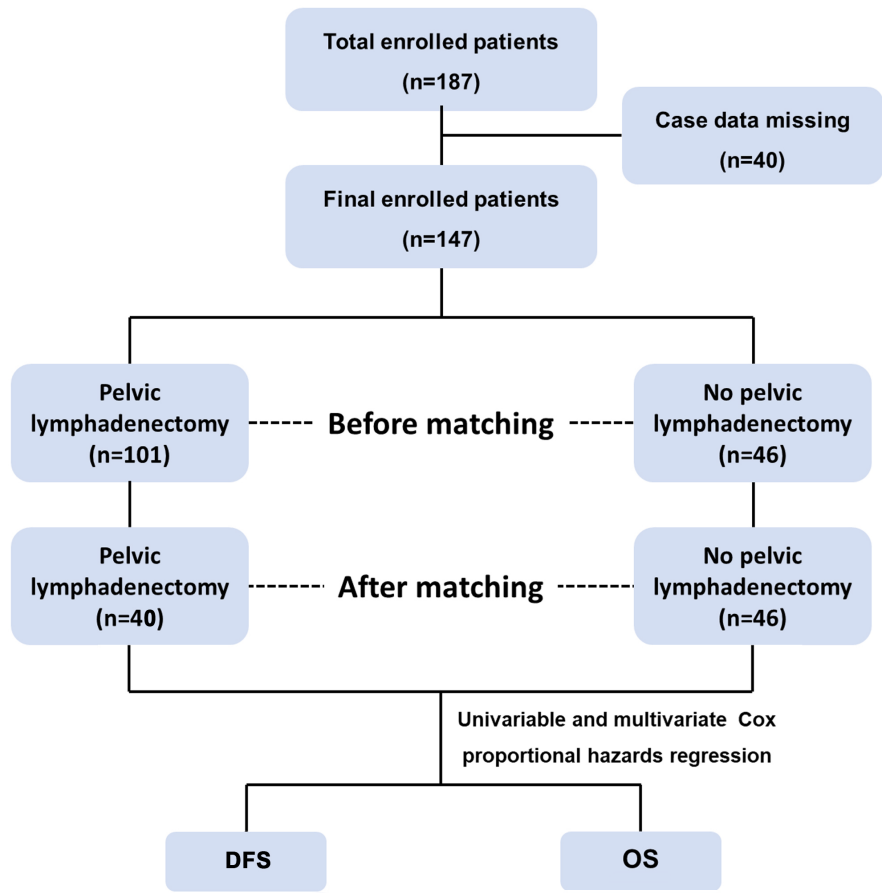 Total enrolled patients
(n=187)
Case data missing
(n=40)
Final enrolled patients
(n=147)
Pelvic
lymphadenectomy
(n=101)
Before matching
No pelvic
lymphadenectomy
(n=46)
Pelvic
lymphadenectomy
(n=40)
After matching
No pelvic
lymphadenectomy
(n=46)
Univariable and multivariate Cox
proportional hazards regression
DFS
OS